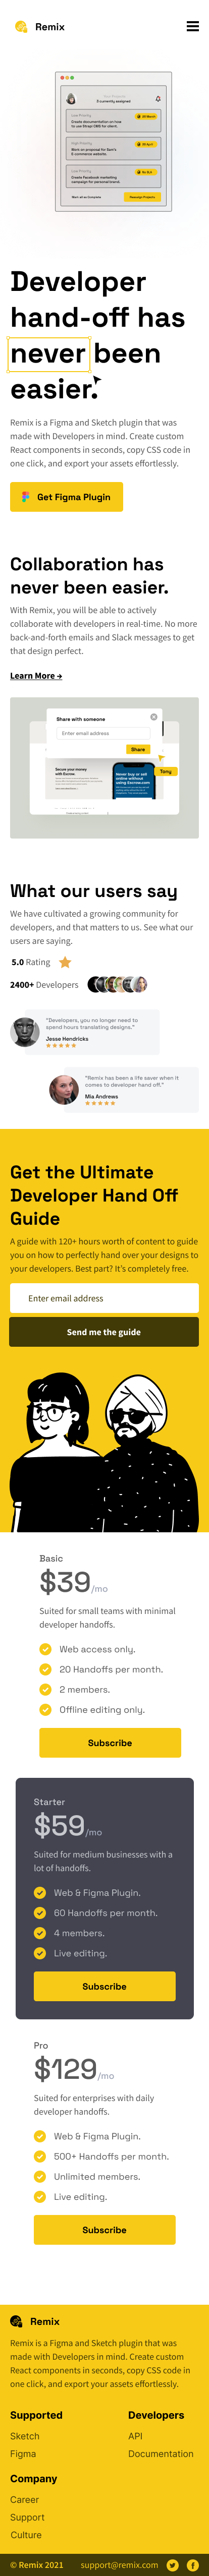 Remix
5 currently assigned
Low Priority
Creating a tutorial on how
to use Strapi CMS for client.
High Priority
Work on proposal for Sam's
E-commerce website.
Low Priority
Create Facebook marketing
campaign for personal brand
Mark all as Complete
Reassign Projects
Developer
hand-off has
never been
easier.
Remix is a Figma and Sketch plugin that was
made with Developers in mind. Create custom
React components in seconds, copy CSS code in
one click, and export your assets effortlessly.
Get Figma Plugin
Collaboration has
never been easier.
With Remix, you will be able to actively
collaborate with developers in real-time. No more
back-and-forth emails and Slack messages to get
that design perfect.
Learn More →
Share with someone
Enter email address
Share
Tony
Secure your money
with Escrow.
Never buy or sell
online without
using Escrow.com
What our users say
We have cultivated a growing community for
developers, and that matters to us. See what our
users are saying.
5.0 Rating
2400+ Developers
"Developers, you no longer need to
spend hours translating designs."
Jesse Hendricks
"Remix has been a life saver when it
comes to developer hand off."
Mia Andrews
Get the Ultimate
Developer Hand Off
Guide
A guide with 120+ hours worth of content to guide
you on how to perfectly hand over your designs to
your developers. Best part? It's completely free.
Enter email address
Send me the guide
Basic
$39/mo
Suited for small teams with minimal
developer handoffs.
Web access only.
20 Handoffs per month.
2 members.
Offline editing only.
Subscribe
Starter
$59/mo
Suited for medium businesses with a
lot of handoffs.
Web & Figma Plugin.
60 Handoffs per month.
4 members.
Live editing.
Subscribe
Pro
$129/mo
Suited for enterprises with daily
developer handoffs.
Web & Figma Plugin.
500+ Handoffs per month.
Unlimited members.
Live editing.
Subscribe
Remix
Remix is a Figma and Sketch plugin that was
made with Developers in mind. Create custom
React components in seconds, copy CSS code in
one click, and export your assets effortlessly.
Supported
Sketch
Figma
Developers
API
Documentation
Company
Career
Support
Culture
© Remix 2021
support@remix.com